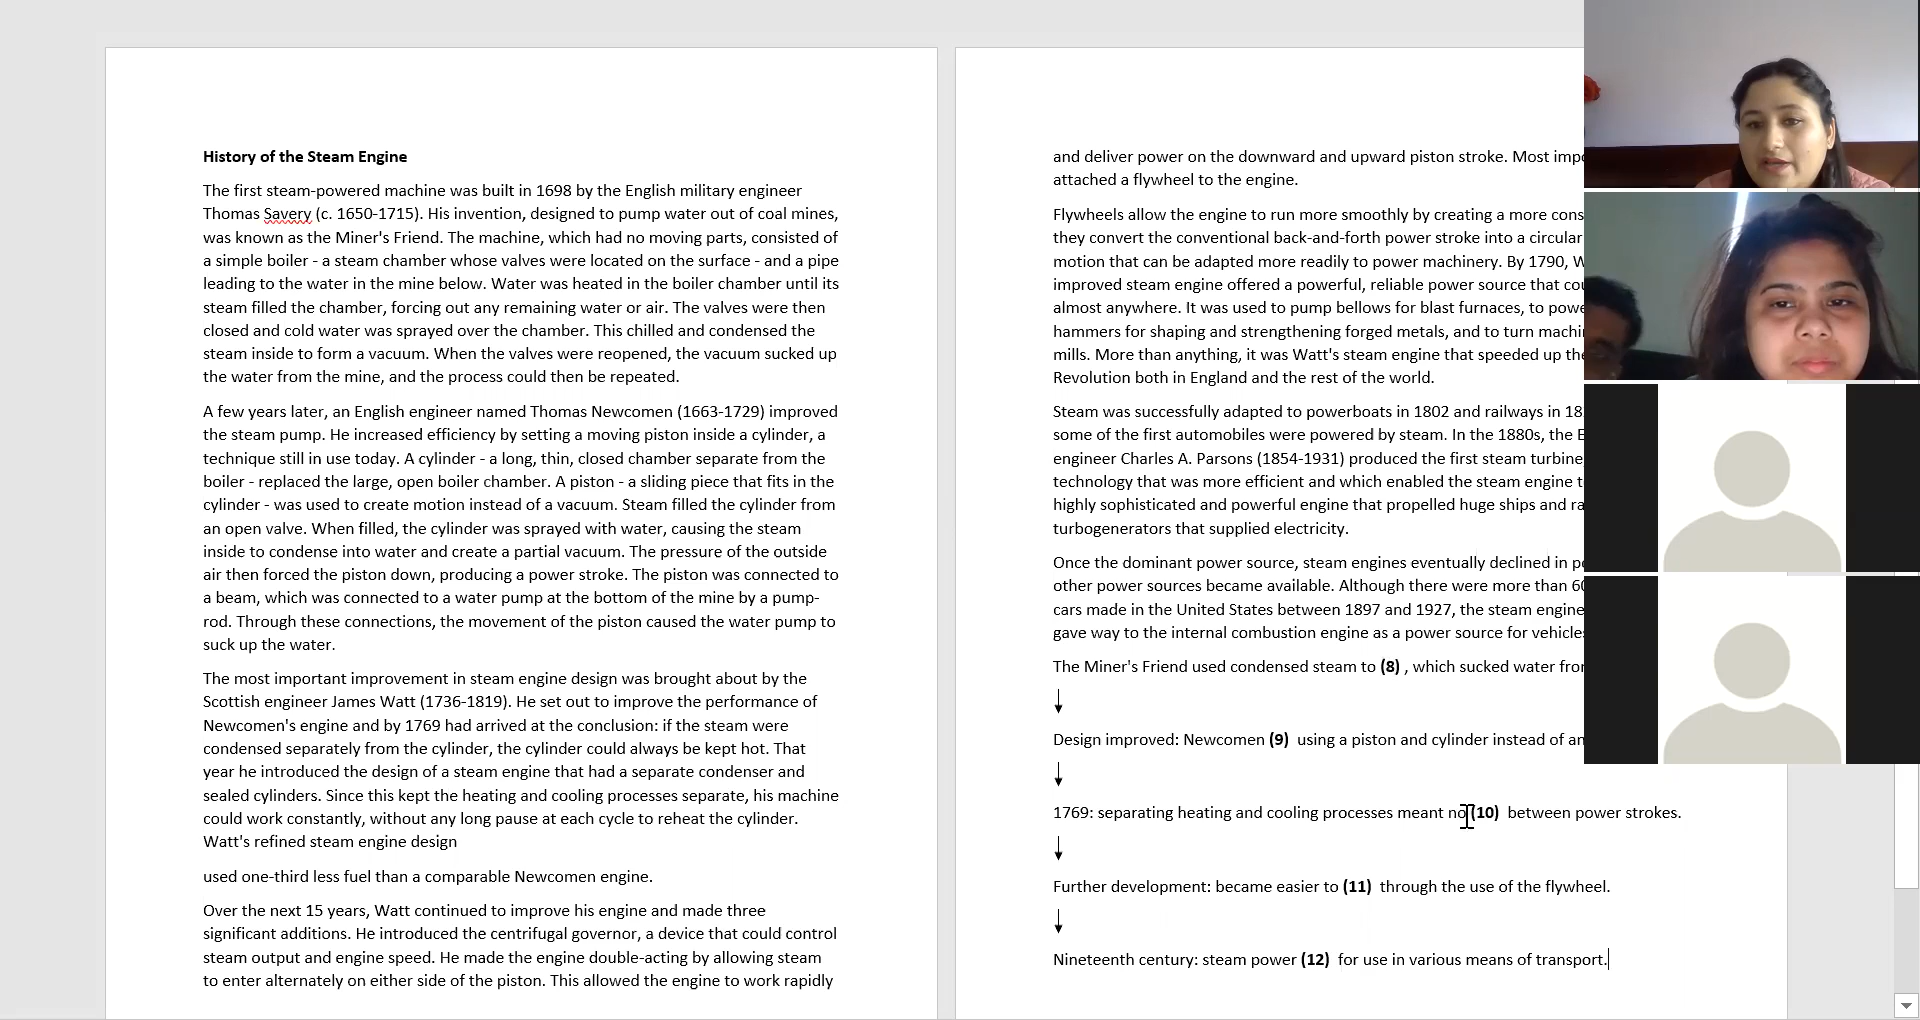 History of the Steam Engine
The first steam-powered machine was built in 1698 by the English military engineer
Thomas Savery (c. 1650-1715). His invention, designed to pump water out of coal mines,
was known as the Miner's Friend. The machine, which had no moving parts, consisted of
a simple boiler - a steam chamber whose valves were located on the surface - and a pipe
leading to the water in the mine below. Water was heated in the boiler chamber until its
steam filled the chamber, forcing out any remaining water or air. The valves were then
closed and cold water was sprayed over the chamber. This chilled and condensed the
steam inside to form a vacuum. When the valves were reopened, the vacuum sucked up
the water from the mine, and the process could then be repeated.
A few years later, an English engineer named Thomas Newcomen (1663-1729) improved
the steam pump. He increased efficiency by setting a moving piston inside a cylinder, a
technique still in use today. A cylinder - a long, thin, closed chamber separate from the
boiler - replaced the large, open boiler chamber. A piston - a sliding piece that fits in the
cylinder - was used to create motion instead of a vacuum. Steam filled the cylinder from
an open valve. When filled, the cylinder was sprayed with water, causing the steam
inside to condense into water and create a partial vacuum. The pressure of the outside
air then forced the piston down, producing a power stroke. The piston was connected to
a beam, which was connected to a water pump at the bottom of the mine by a pump-
rod. Through these connections, the movement of the piston caused the water pump to
suck up the water.
The most important improvement in steam engine design was brought about by the
Scottish engineer James Watt (1736-1819). He set out to improve the performance of
Newcomen's engine and by 1769 had arrived at the conclusion: if the steam were
condensed separately from the cylinder, the cylinder could always be kept hot. That
year he introduced the design of a steam engine that had a separate condenser and
sealed cylinders. Since this kept the heating and cooling processes separate, his machine
could work constantly, without any long pause at each cycle to reheat the cylinder.
Watt's refined steam engine design
used one-third less fuel than a comparable Newcomen engine.
Over the next 15 years, Watt continued to improve his engine and made three
significant additions. He introduced the centrifugal governor, a device that could control
steam output and engine speed. He made the engine double-acting by allowing steam
to enter alternately on either side of the piston. This allowed the engine to work rapidly
and deliver power on the downward and upward piston stroke. Most
attached a flywheel to the engine.
Flywheels allow the engine to run more smoothly by creating a more
they convert the conventional back-and-forth power stroke into a circular
motion that can be adapted more readily to power machinery. By 1790,
improved steam engine offered a powerful, reliable power source that
almost anywhere. It was used to pump bellows for blast furnaces, to
hammers for shaping and strengthening forged metals, and to turn
mills. More than anything, it was Watt's steam engine that speeded up
Revolution both in England and the rest of the world.
Steam was successfully adapted to powerboats in 1802 and railways in
some of the first automobiles were powered by steam. In the 1880s, the
engineer Charles A. Parsons (1854-1931) produced the first steam turbine
technology that was more efficient and which enabled the steam engine
highly sophisticated and powerful engine that propelled huge ships and
turbogenerators that supplied electricity.
Once the dominant power source, steam engines eventually declined in
other power sources became available. Although there were more than
cars made in the United States between 1897 and 1927, the steam engine
gave way to the internal combustion engine as a power source for
The Miner's Friend used condensed steam to (8) , which sucked water
↓
Design improved: Newcomen (9) using a piston and cylinder instead of
↓
1769: separating heating and cooling processes meant no (10) between power strokes.
↓
Further development: became easier to (11) through the use of the flywheel.
↓
Nineteenth century: steam power (12) for use in various means of transport.